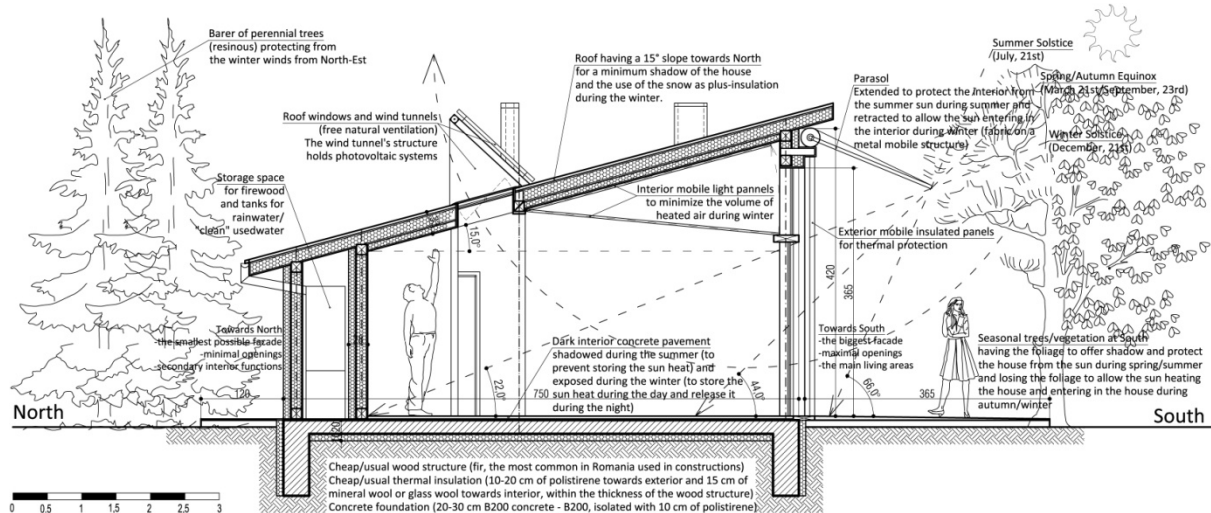 Barer of perennial trees
(resinous) protecting from
the winter winds from North-Est
Roof having a 15° slope towards North
for a minimum shadow of the house
and the use of the snow as plus-insulation
during the winter.
Summer Solstice
(July, 21st)
Spring/Autumn Equinox
(March 21st/September, 23rd)
Winter Solstice
(December, 21st)
Parasol
Extended to protect the interior from
the summer sun during summer and
retracted to allow the sun entering in
the interior during winter (fabric on a
metal mobile structure)
Roof windows and wind tunnels
(free natural ventilation)
The wind tunnel's structure
holds photovoltaic systems
Storage space
for firewood
and tanks for
rainwater/
"clean" usedwater
Interior mobile light pannels
to minimize the volume of
heated air during winter
Exterior mobile insulated panels
for thermal protection
15,0°
420
365
Towards North
-the smallest possible facade
-minimal openings
-secondary interior functions
Dark interior concrete pavement
shadowed during the summer (to
prevent storing the sun heat) and
exposed during the winter (to store the
sun heat during the day and release it
during the night)
Towards South
-the biggest facade
-maximal openings
-the main living areas
Seasonal trees/vegetation at South
having the foliage to offer shadow and protect
the house from the sun during spring/summer
and losing the foliage to allow the sun heating
the house and entering in the house during
autumn/winter
120
22,0°
750
44,0°
66,0°
365
North
South
Cheap/usual wood structure (fir, the most common in Romania used in constructions)
Cheap/usual thermal insulation (10-20 cm of polistirene towards exterior and 15 cm of
mineral wool or glass wool towards interior, within the thickness of the wood structure)
Concrete foundation (20-30 cm B200 concrete - B200, isolated with 10 cm of polistirene)
0 0,5 1 1,5 2 2,5 3